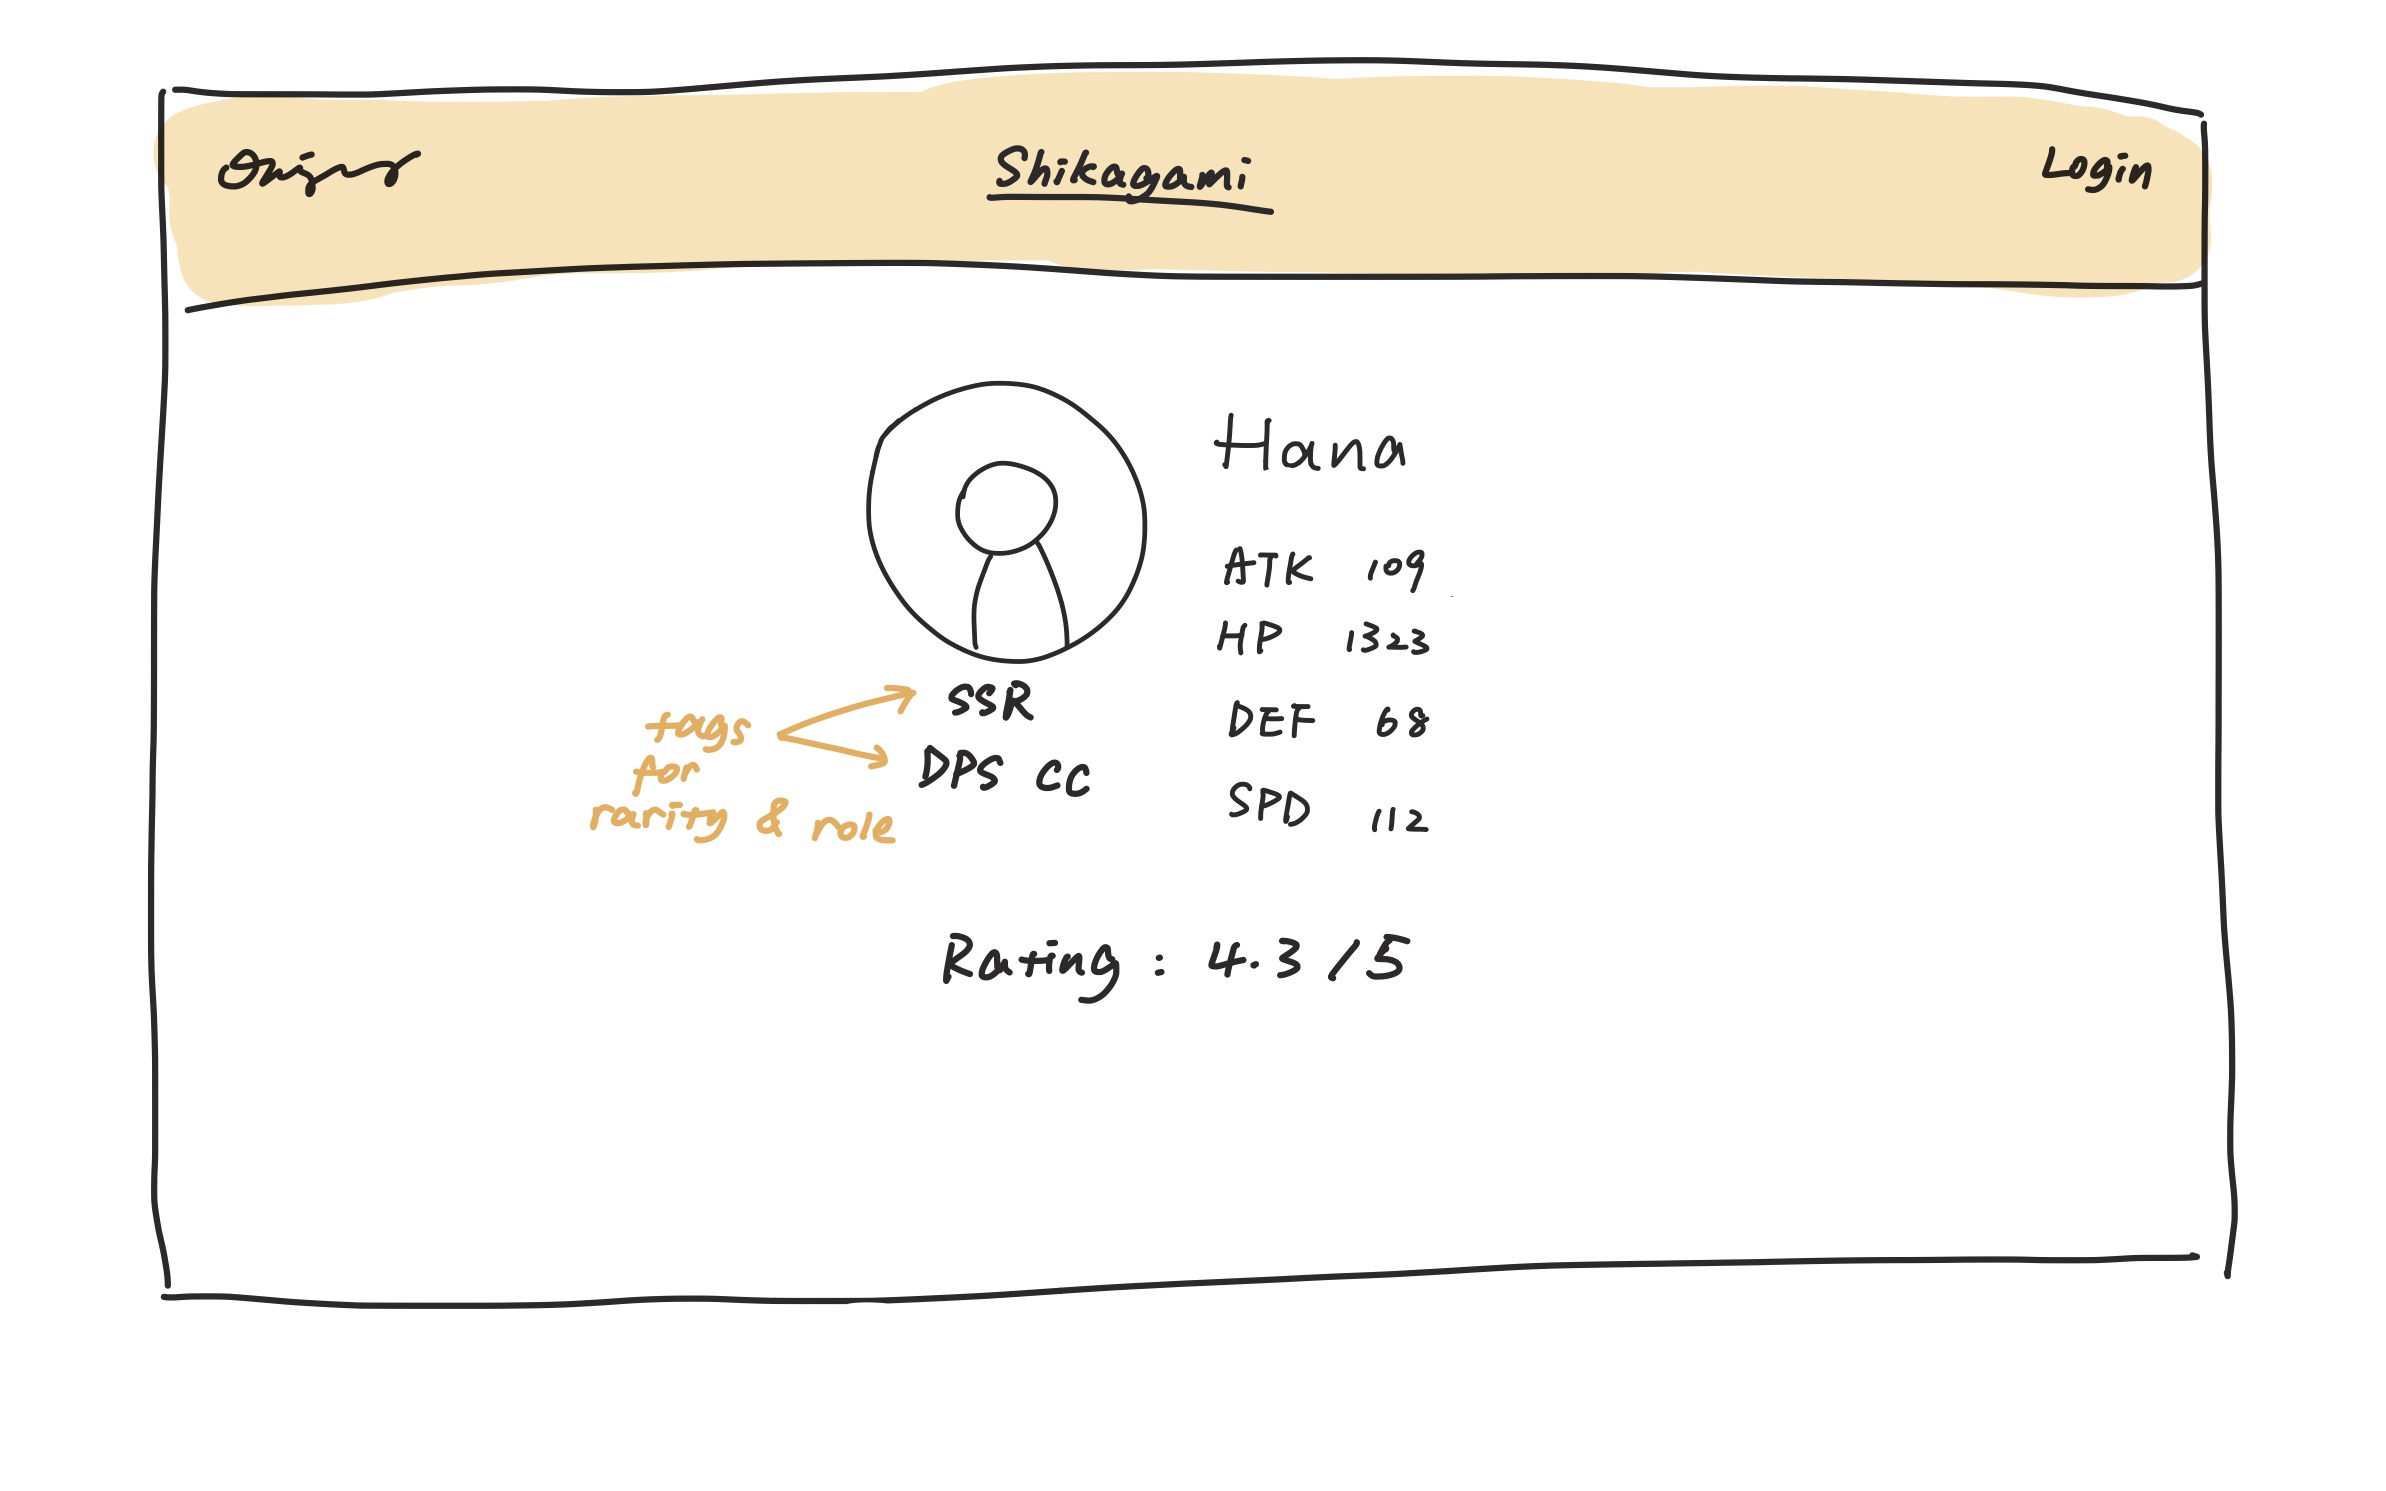 Onjour
Shikagami
Login
Hana
ATK 109
HP 1323
DEF 68
SPD 112
SSR
DPS CC
tags
for
rarity & role
Rating : 4.3 / 5